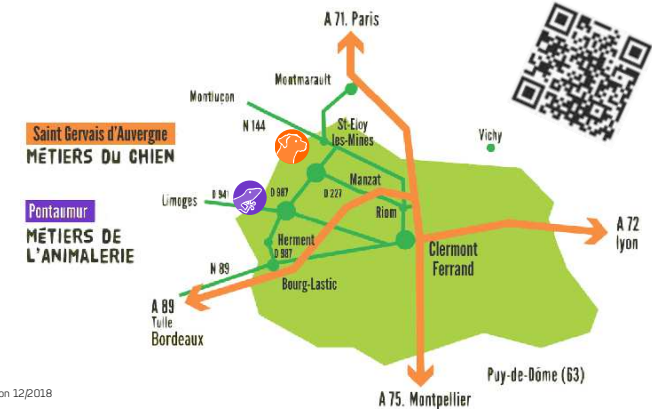 A 71. Paris
Montmarault
Montluçon
N 144
St-Eloy
les-Mines
Vichy
Saint Gervais d'Auvergne
MÉTIERS DU CHIEN
Manzat
D 941
D 987
D 227
Limoges
Riom
Pontaumur
MÉTIERS DE
L'ANIMALERIE
A 72
lyon
Herment
D 987
Clermont
Ferrand
N 89
Bourg-Lastic
A 89
Tulle
Bordeaux
Puy-de-Dôme (63)
on 12/2018
A 75. Montpellier